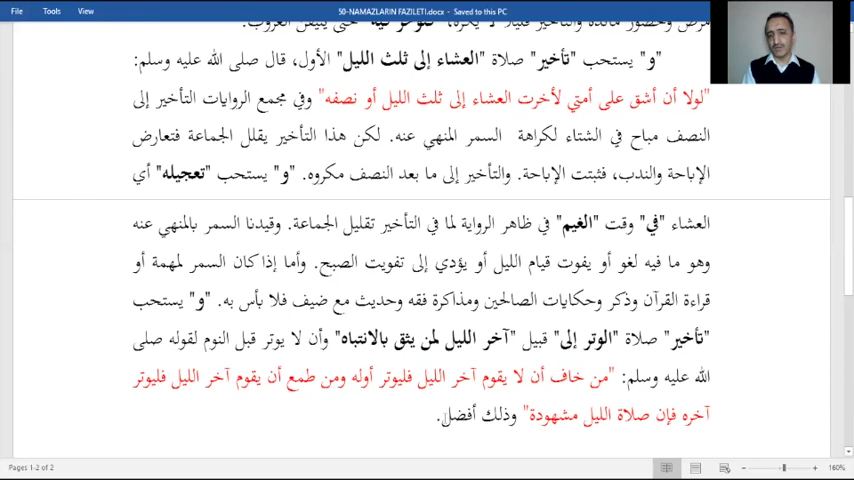 File Tools View 50-NAMAZLARIN FAZILETI.docx - Saved to this PC
مرض وحضور مائدة والتأخير قليلا لا يكره،
"و" يستحب "تأخير" صلاة "العشاء إلى ثلث الليل" الأول، قال صلى الله عليه وسلم:
"لولا أن أشق على أمتي لأخرت العشاء إلى ثلث الليل أو نصفه" وفي مجمع الروايات التأخير إلى
النصف مباح في الشتاء لكراهة السمر المنهي عنه. لكن هذا التأخير يقلل الجماعة فتعارض
الإباحة والندب، فثبتت الإباحة. والتأخير إلى ما بعد النصف مكروه. "و" يستحب "تعجيله" أي
العشاء "في" وقت "الغيم" في ظاهر الرواية لما في التأخير تقليل الجماعة. وقيدنا السمر بالمنهي عنه
وهو ما فيه لغو أو يفوت قيام الليل أو يؤدي إلى تفويت الصبح. وأما إذا كان السمر لمهمة أو
قراءة القرآن وذكر وحكايات الصالحين ومذاكرة فقه وحديث مع ضيف فلا بأس به. "و" يستحب
"تأخير" صلاة "الوتر إلى" قبيل "آخر الليل لمن يثق بالانتباه" وأن لا يوتر قبل النوم لقوله صلى
الله عليه وسلم: "من خاف أن لا يقوم آخر الليل فليوتر أوله ومن طمع أن يقوم آخر الليل فليوتر
آخره فإن صلاة الليل مشهودة" وذلك أفضل.
Pages 1-2 of 2 160%